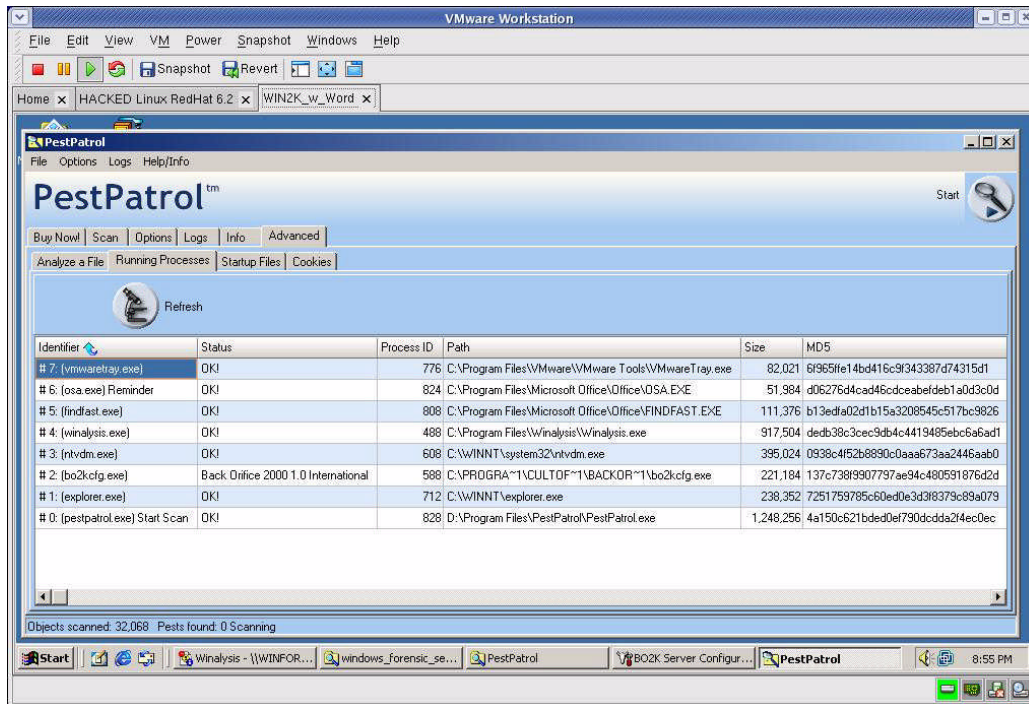 VMware Workstation
File Edit View VM Power Snapshot Windows Help
Snapshot Revert
Home HACKED Linux RedHat 6.2 WIN2K_w_Word
PestPatrol
File Options Logs Help/Info
PestPatrol tm
Start
Buy Now! Scan Options Logs Info Advanced
Analyze a File Running Processes Startup Files Cookies
Refresh
Identifier Status Process ID Path Size MD5
# 7: (vmwaretray.exe) OK! 776 C:\Program Files\VMware\VMware Tools\VMwareTray.exe 82,021 6f965ffe14bd416c9f343387d74315d1
# 6: (osa.exe) Reminder OK! 824 C:\Program Files\Microsoft Office\Office\OSA.EXE 51,984 d06276d4cad46cdceabefdeb1a0d3c0d
# 5: (findfast.exe) OK! 808 C:\Program Files\Microsoft Office\Office\FINDFAST.EXE 111,376 b13edfa02d1b15a3208545c517bc9826
# 4: (winalysis.exe) OK! 488 C:\Program Files\Winalysis\Winalysis.exe 917,504 dedb38c3cec9db4c4419485ebc6a6ad1
# 3: (ntvdm.exe) OK! 608 C:\WINNT\system32\ntvdm.exe 395,024 0938c4f52b8890c0aaa673aa2446aab0
# 2: (bo2kcfg.exe) Back Orifice 2000 1.0 International 588 C:\PROGRA~1\CULTOF~1\BACKOR~1\bo2kcfg.exe 221,184 137c738f9907797ae94c480591876d2d
# 1: (explorer.exe) OK! 712 C:\WINNT\explorer.exe 238,352 7251759785c60ed0e3d3f8379c89a079
# 0: (pestpatrol.exe) Start Scan OK! 828 D:\Program Files\PestPatrol\PestPatrol.exe 1,248,256 4a150c621bded0ef790dcdda2f4ec0ec
Objects scanned: 32,068 Pests found: 0 Scanning
Start Winalysis - \\WINFOR... windows_forensic_se... PestPatrol BO2K Server Configur... PestPatrol 8:55 PM